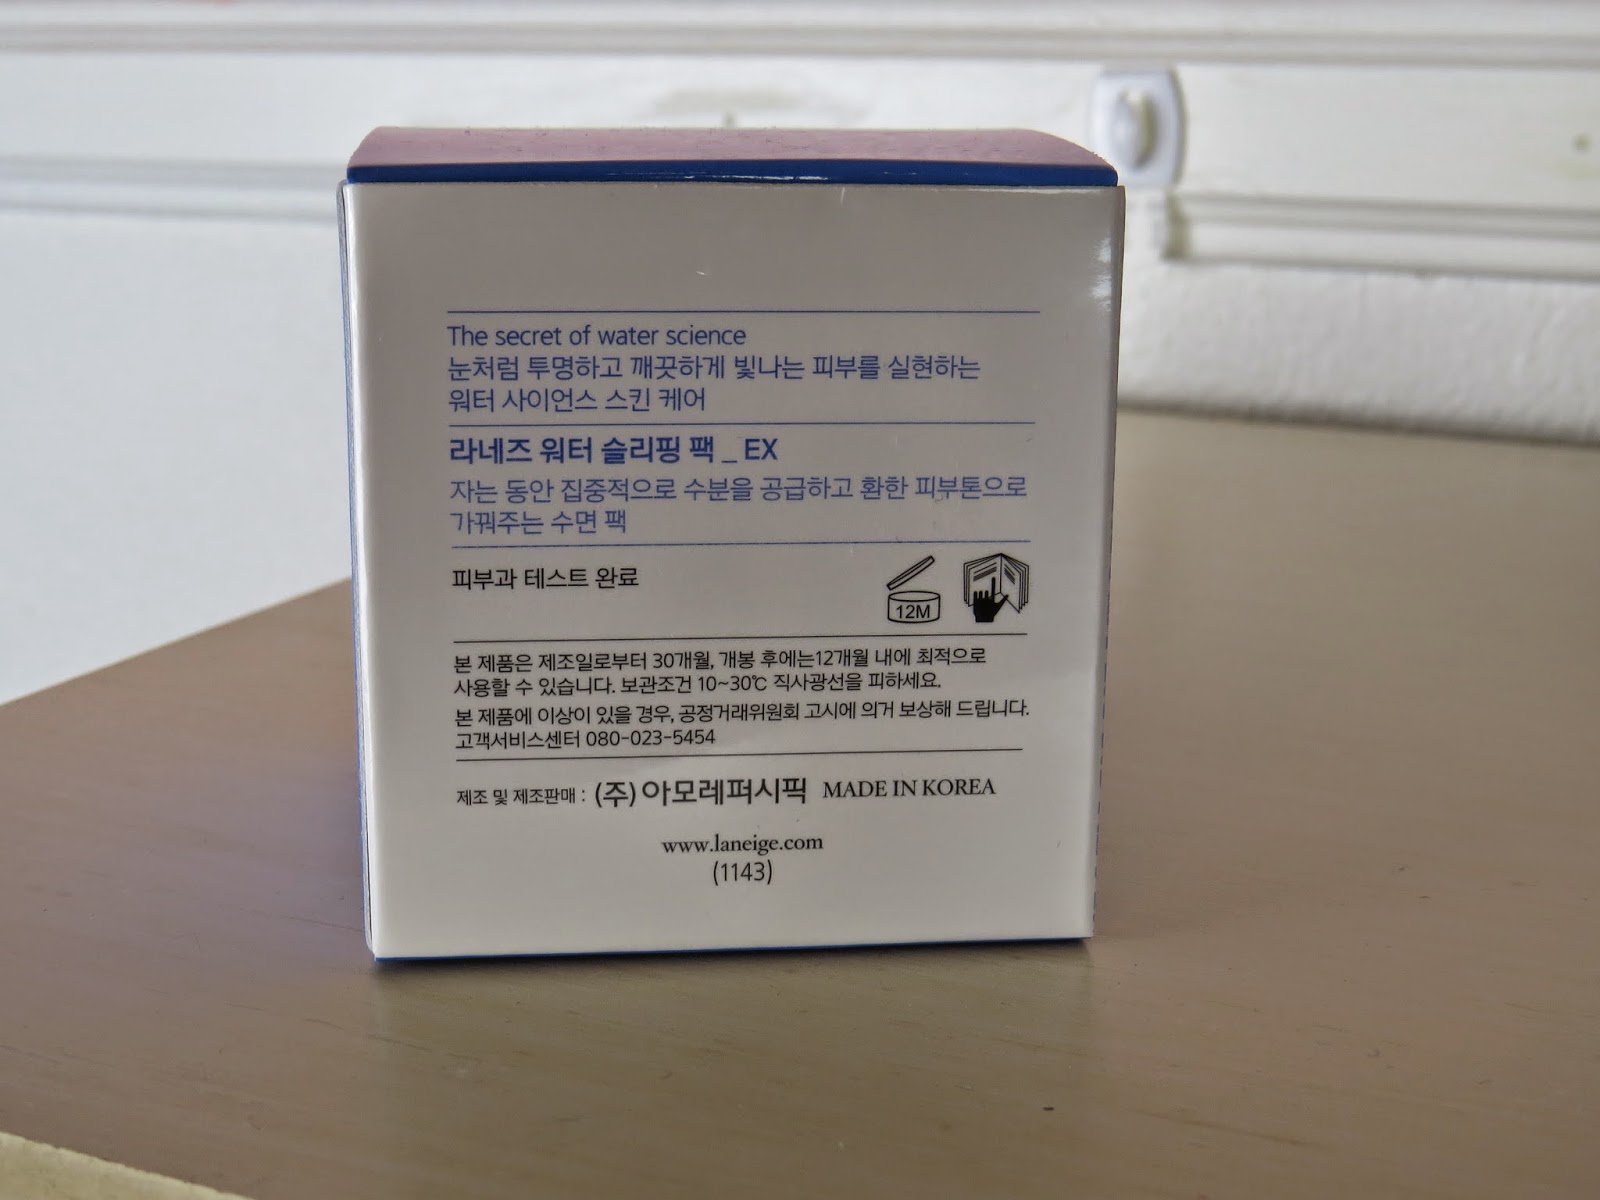 The secret of water science
눈처럼 투명하고 깨끗하게 빛나는 피부를 실현하는
워터 사이언스 스킨 케어
라네즈 워터 슬리핑 팩 _ EX
자는 동안 집중적으로 수분을 공급하고 환한 피부톤으로
가꿔주는 수면 팩
피부과 테스트 완료
12M
본 제품은 제조일로부터 30개월, 개봉 후에는12개월 내에 최적으로
사용할 수 있습니다. 보관조건 10~30℃ 직사광선을 피하세요.
본 제품에 이상이 있을 경우, 공정거래위원회 고시에 의거 보상해 드립니다.
고객서비스센터 080-023-5454
제조 및 제조판매 : (주)아모레퍼시픽 MADE IN KOREA
www.laneige.com
(1143)